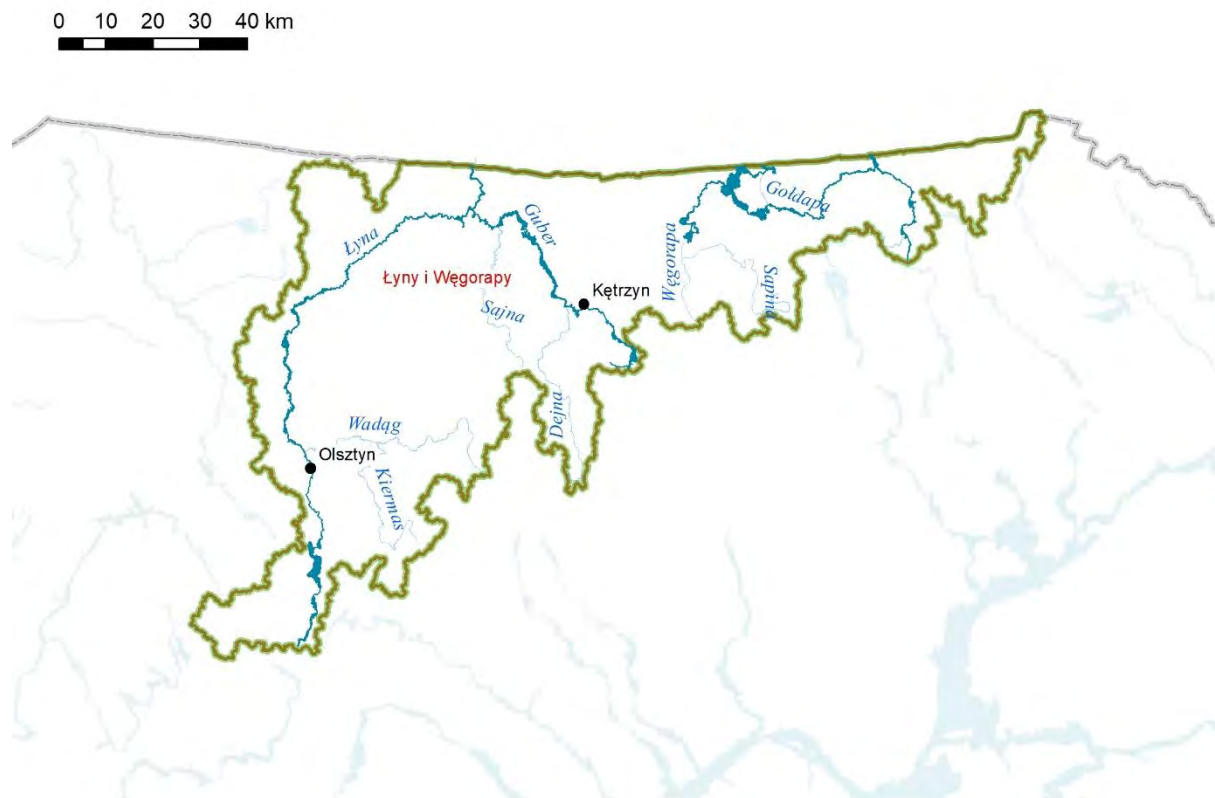 0 10 20 30 40 km
Gołdapa
Guber
Łyna
Węgorapa
Łyny i Węgorapy
Sapina
Kętrzyn
Sajna
Dejna
Wadąg
Olsztyn
Kiermas